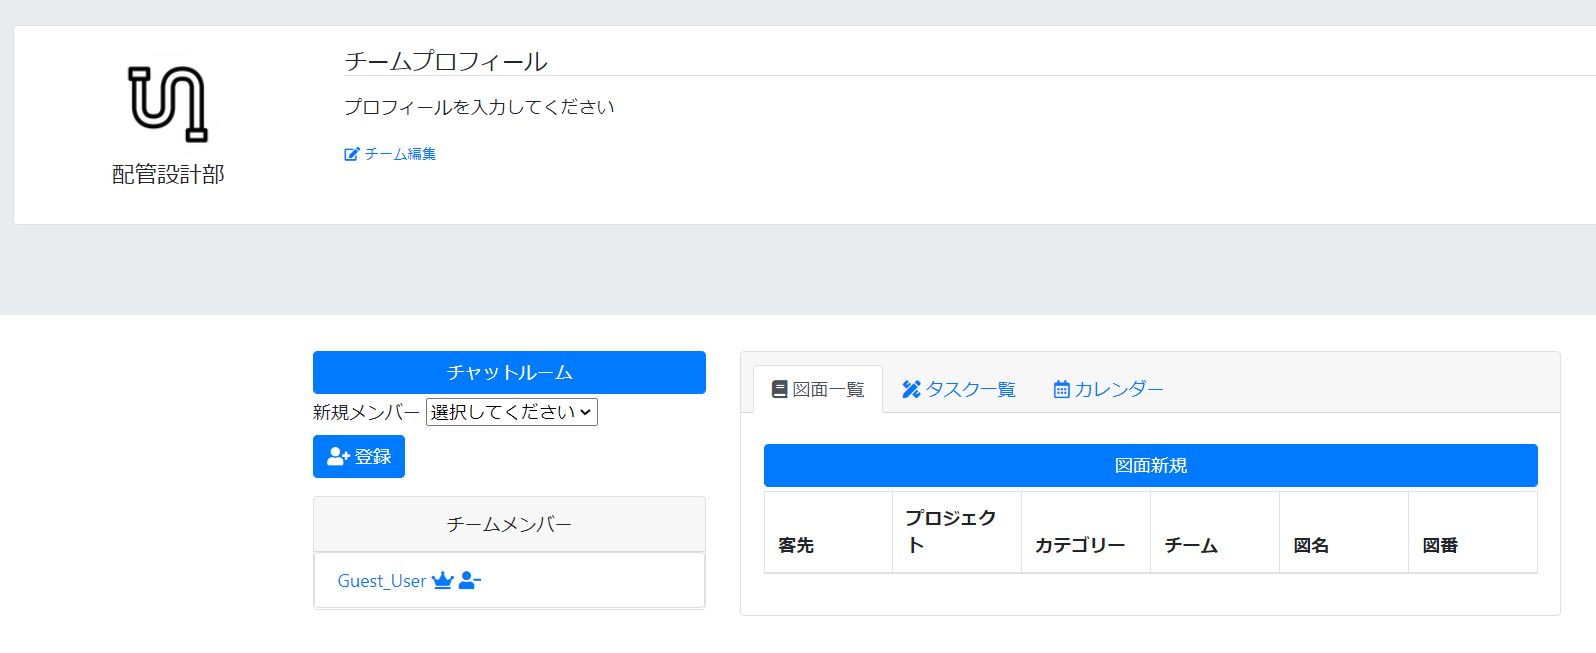 チームプロフィール
プロフィールを入力してください
チーム編集
配管設計部
チャットルーム
新規メンバー 選択してください
登録
チームメンバー
Guest_User
図面一覧 タスク一覧 カレンダー
図面新規
客先 プロジェクト カテゴリー チーム 図名 図番